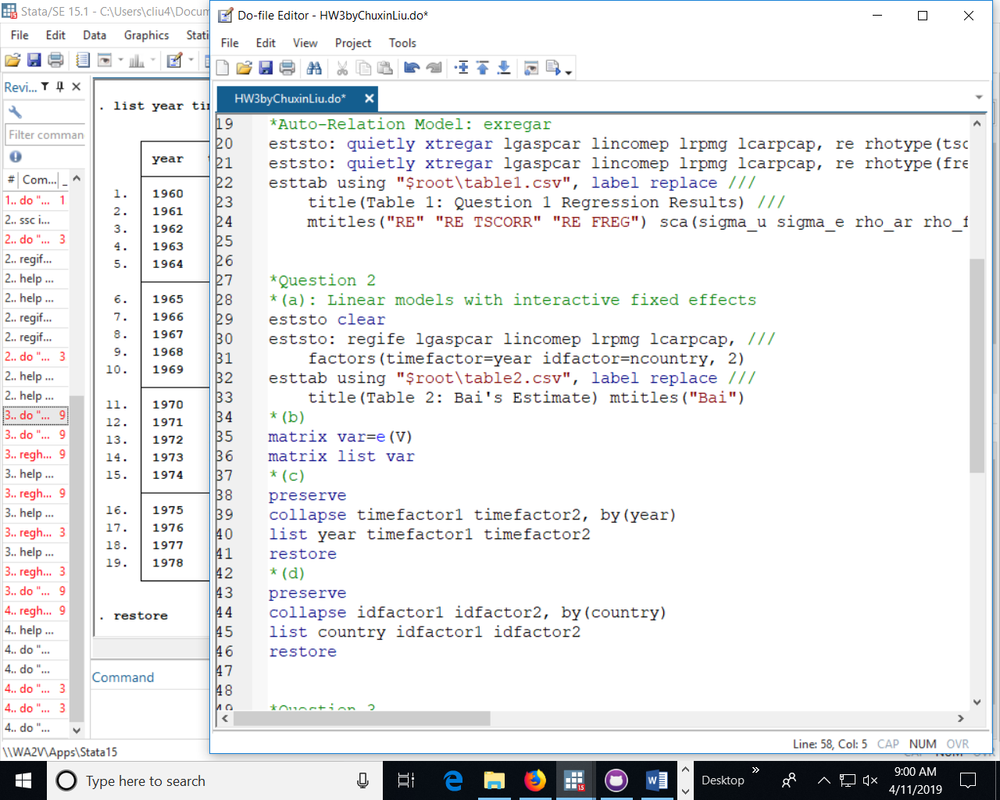 Stata/SE 15.1 - C:\Users\cliu4\Docum
File Edit Data Graphics Stati
Revi...
Filter comman
# Com... _
1.. do "... 1
2.. ssc i...
2.. do "... 3
2.. regif...
2.. help ...
2.. help ...
2.. regif...
2.. regif...
2.. do "... 3
2.. help ...
2.. help ...
3.. do "... 9
3.. do "... 9
3.. regh... 9
3.. help ...
3.. regh... 9
3.. help ...
3.. regh... 3
3.. help ...
3.. regh... 3
3.. do "... 9
4.. regh... 9
4.. help ...
4.. do "...
4.. do "...
4.. do "... 3
4.. do "... 3
4.. do "...
. list year tim
year
1. 1960
2. 1961
3. 1962
4. 1963
5. 1964
6. 1965
7. 1966
8. 1967
9. 1968
10. 1969
11. 1970
12. 1971
13. 1972
14. 1973
15. 1974
16. 1975
17. 1976
18. 1977
19. 1978
. restore
Command
\\WA2V\Apps\Stata15
Do-file Editor - HW3byChuxinLiu.do*
File Edit View Project Tools
HW3byChuxinLiu.do*
19 *Auto-Relation Model: exregar
20 eststo: quietly xtregar lgaspcar lincomep lrpmg lcarpcap, re rhotype(tsc
21 eststo: quietly xtregar lgaspcar lincomep lrpmg lcarpcap, re rhotype(fre
22 esttab using "$root\table1.csv", label replace ///
23 title(Table 1: Question 1 Regression Results) ///
24 mtitles("RE" "RE TSCORR" "RE FREG") sca(sigma_u sigma_e rho_ar rho_f
25
26
27 *Question 2
28 *(a): Linear models with interactive fixed effects
29 eststo clear
30 eststo: regife lgaspcar lincomep lrpmg lcarpcap, ///
31 factors(timefactor=year idfactor=ncountry, 2)
32 esttab using "$root\table2.csv", label replace ///
33 title(Table 2: Bai's Estimate) mtitles("Bai")
34 *(b)
35 matrix var=e(V)
36 matrix list var
37 *(c)
38 preserve
39 collapse timefactor1 timefactor2, by(year)
40 list year timefactor1 timefactor2
41 restore
42 *(d)
43 preserve
44 collapse idfactor1 idfactor2, by(country)
45 list country idfactor1 idfactor2
46 restore
47
48
49 *Question 3
Line: 58, Col: 5 CAP NUM OVR
CAP NUM OVR
Type here to search
Desktop »
9:00 AM
4/11/2019